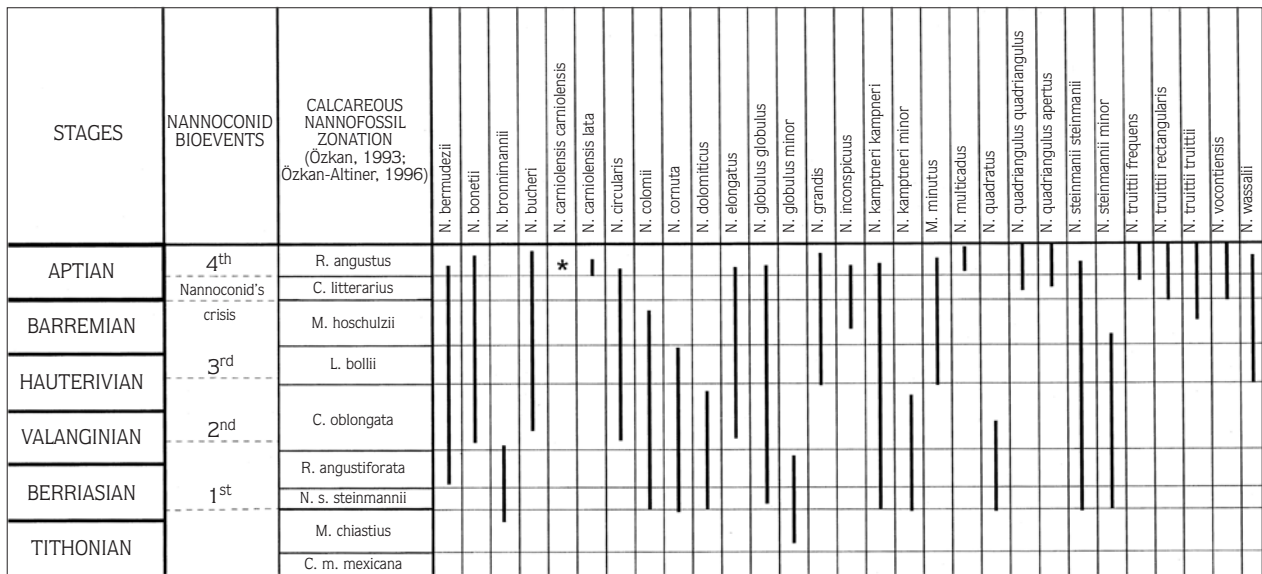 STAGES
NANNOCONID
BIOEVENTS
CALCAREOUS
NANNOFOSSIL
ZONATION
(Özkan, 1993;
Özkan-Altiner, 1996)
N. bermudezii
N. bonetii
N. bronnimannii
N. bucheri
N. carniolensis carniolensis
N. carniolensis lata
N. circularis
N. colomii
N. cornuta
N. dolomiticus
N. elongatus
N. globulus globulus
N. globulus minor
N. grandis
N. inconspicuus
N. kamptneri kampneri
N. kamptneri minor
M. minutus
N. multicadus
N. quadratus
N. quadriangulus quadriangulus
N. quadriangulus apertus
N. steinmanii steinmanii
N. steinmannii minor
N. truittii frequens
N. truittii rectangularis
N. truittii truittii
N. vocontiensis
N. wassalii
APTIAN
BARREMIAN
HAUTERIVIAN
VALANGINIAN
BERRIASIAN
TITHONIAN
4th
Nannoconid's
crisis
3rd
2nd
1st
R. angustus
C. litterarius
M. hoschulzii
L. bollii
C. oblongata
R. angustiforata
N. s. steinmannii
M. chiastius
C. m. mexicana
*